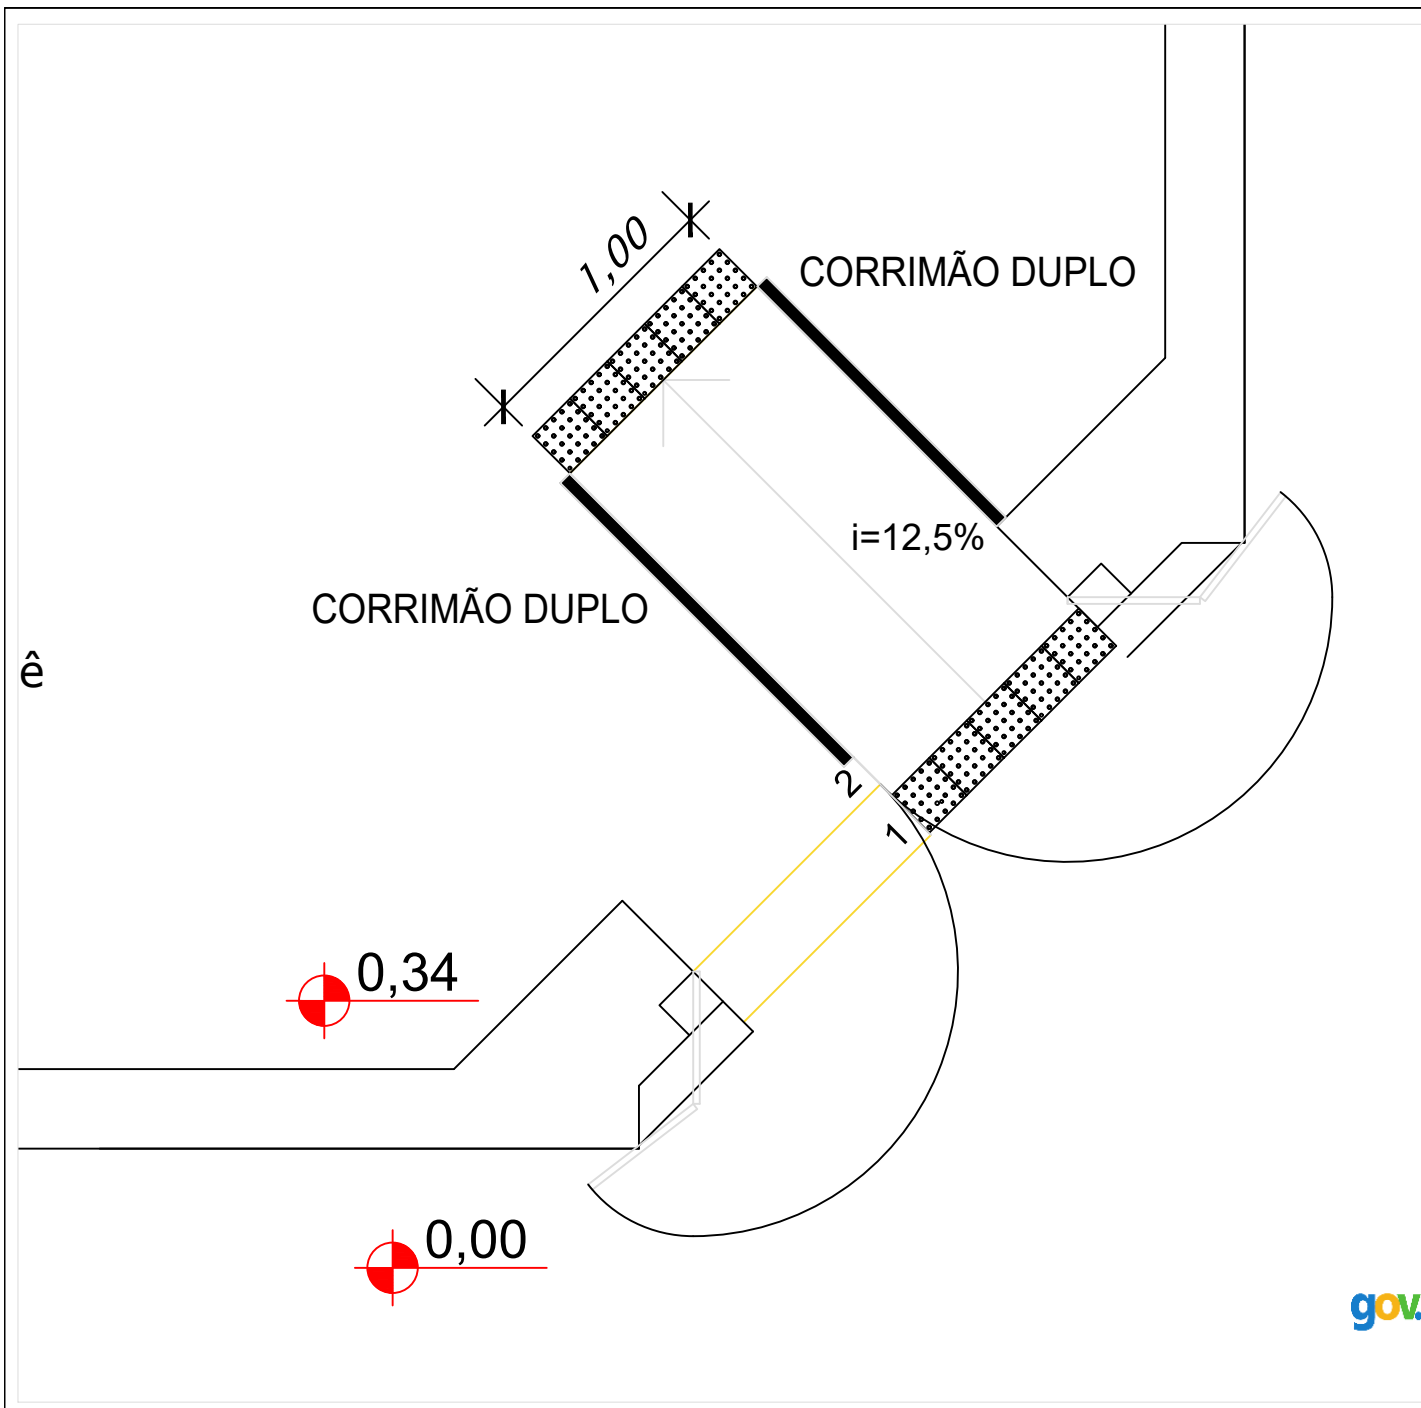 1,00
CORRIMÃO DUPLO
i=12,5%
CORRIMÃO DUPLO
ê
2
1
0,34
0,00
gov.